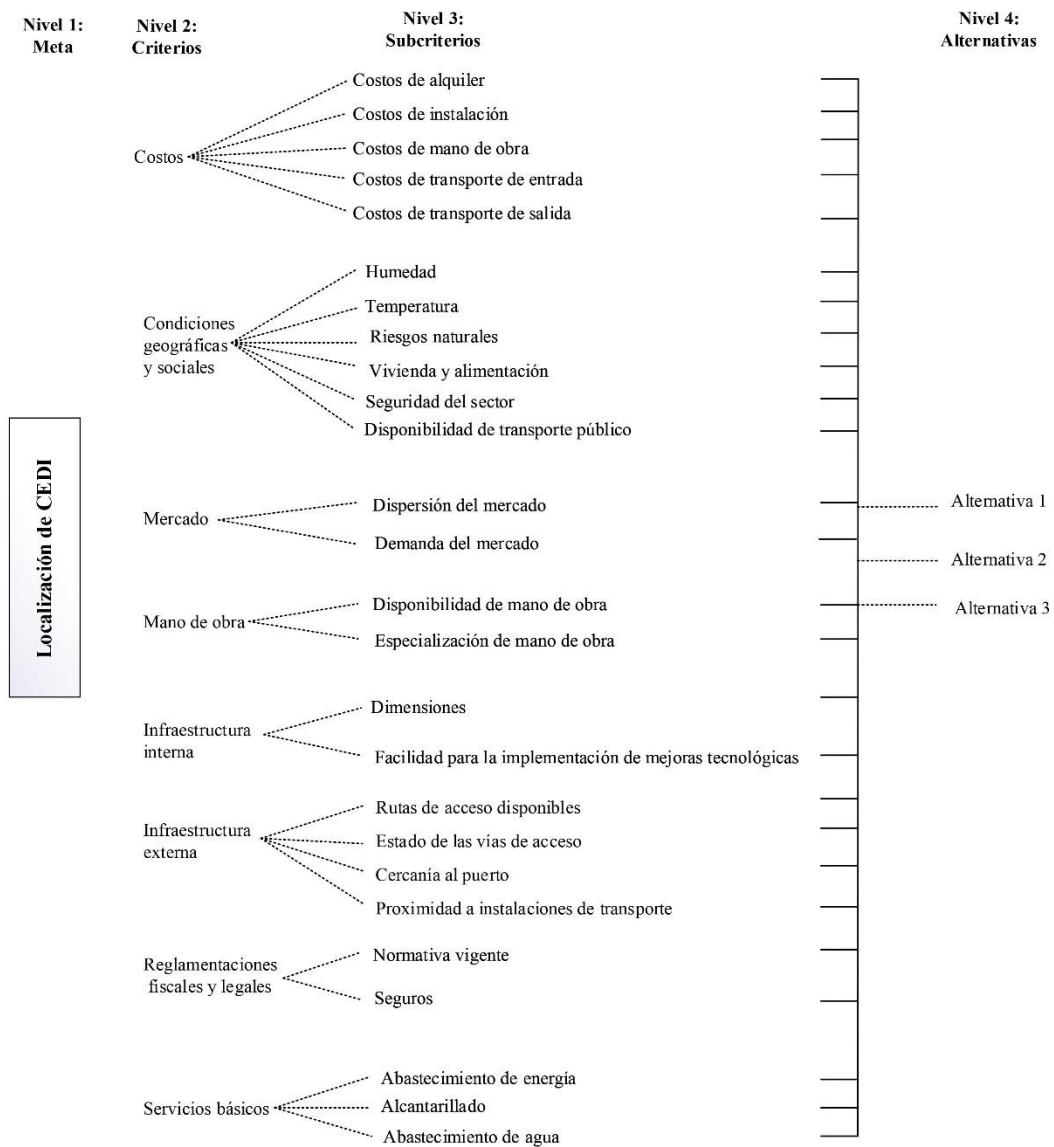 Nivel 1:
Meta
Nivel 2:
Criterios
Nivel 3:
Subcriterios
Nivel 4:
Alternativas
Localización de CEDI
Costos
Costos de alquiler
Costos de instalación
Costos de mano de obra
Costos de transporte de entrada
Costos de transporte de salida
Condiciones
geográficas
y sociales
Humedad
Temperatura
Riesgos naturales
Vivienda y alimentación
Seguridad del sector
Disponibilidad de transporte público
Mercado
Dispersión del mercado
Demanda del mercado
Mano de obra
Disponibilidad de mano de obra
Especialización de mano de obra
Infraestructura
interna
Dimensiones
Facilidad para la implementación de mejoras tecnológicas
Infraestructura
externa
Rutas de acceso disponibles
Estado de las vías de acceso
Cercanía al puerto
Proximidad a instalaciones de transporte
Reglamentaciones
fiscales y legales
Normativa vigente
Seguros
Servicios básicos
Abastecimiento de energía
Alcantarillado
Abastecimiento de agua
Alternativa 1
Alternativa 2
Alternativa 3